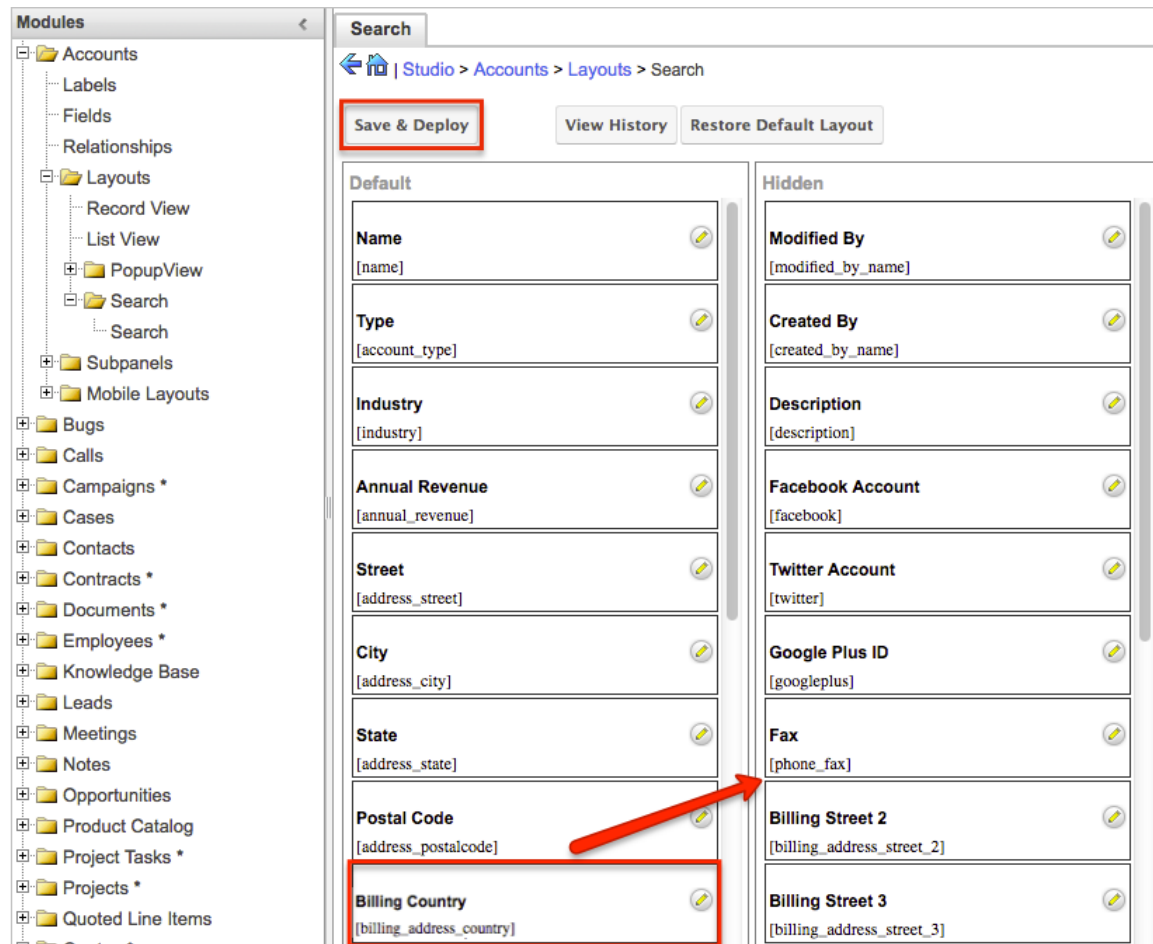 Modules
Accounts
Labels
Fields
Relationships
Layouts
Record View
List View
PopupView
Search
Search
Subpanels
Mobile Layouts
Bugs
Calls
Campaigns *
Cases
Contacts
Contracts *
Documents *
Employees *
Knowledge Base
Leads
Meetings
Notes
Opportunities
Product Catalog
Project Tasks *
Projects *
Quoted Line Items
Search
| Studio > Accounts > Layouts > Search
Save & Deploy View History Restore Default Layout
Default
Name
[name]
Type
[account_type]
Industry
[industry]
Annual Revenue
[annual_revenue]
Street
[address_street]
City
[address_city]
State
[address_state]
Postal Code
[address_postalcode]
Billing Country
[billing_address_country]
Hidden
Modified By
[modified_by_name]
Created By
[created_by_name]
Description
[description]
Facebook Account
[facebook]
Twitter Account
[twitter]
Google Plus ID
[googleplus]
Fax
[phone_fax]
Billing Street 2
[billing_address_street_2]
Billing Street 3
[billing_address_street_3]